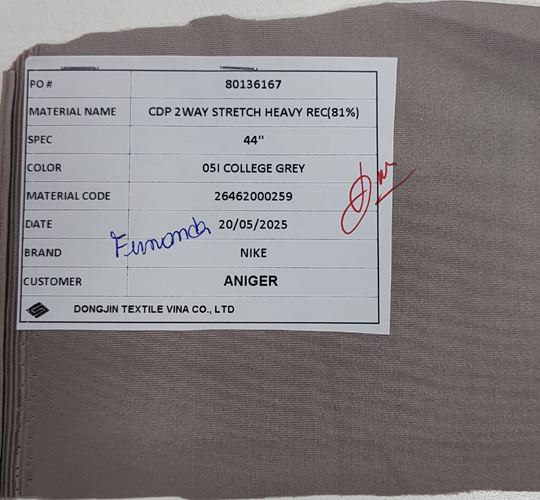 PO # 80136167
MATERIAL NAME CDP 2WAY STRETCH HEAVY REC(81%)
SPEC 44"
COLOR 05I COLLEGE GREY
MATERIAL CODE 26462000259
DATE 20/05/2025
Fernanda
BRAND NIKE
CUSTOMER ANIGER
DONGJIN TEXTILE VINA CO., LTD